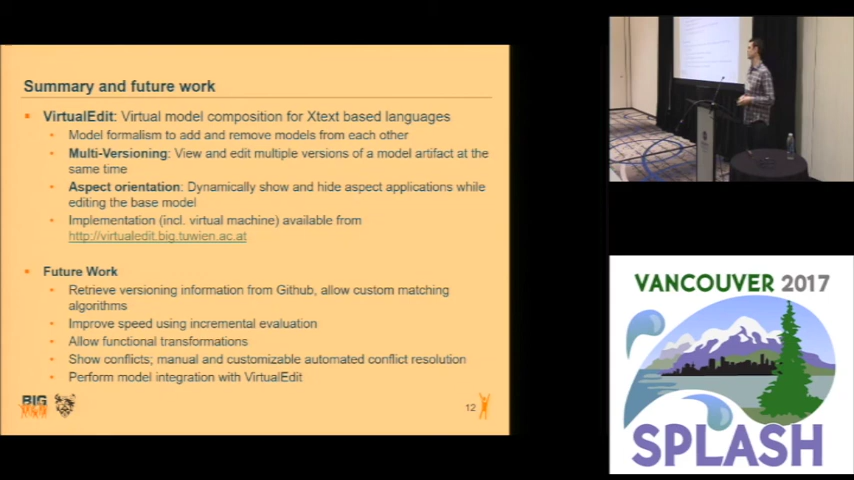 Summary and future work
VirtualEdit: Virtual model composition for Xtext based languages
Model formalism to add and remove models from each other
Multi-Versioning: View and edit multiple versions of a model artifact at the
same time
Aspect orientation: Dynamically show and hide aspect applications while
editing the base model
Implementation (incl. virtual machine) available from
http://virtualedit.big.tuwien.ac.at
Future Work
Retrieve versioning information from Github, allow custom matching
algorithms
Improve speed using incremental evaluation
Allow functional transformations
Show conflicts; manual and customizable automated conflict resolution
Perform model integration with VirtualEdit
BIG
12
VANCOUVER 2017
SPLASH